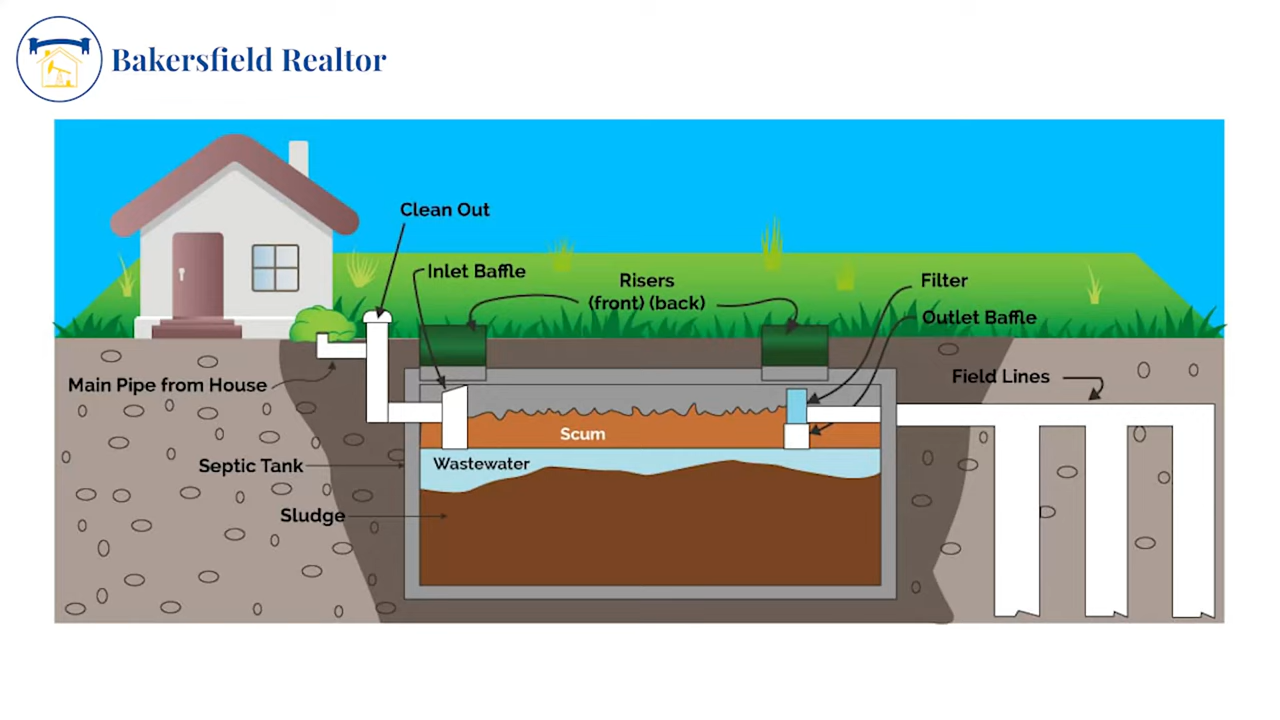 Bakersfield Realtor
Clean Out
Inlet Baffle
Risers
(front) (back)
Filter
Outlet Baffle
Main Pipe from House
Field Lines
Scum
Septic Tank
Wastewater
Sludge